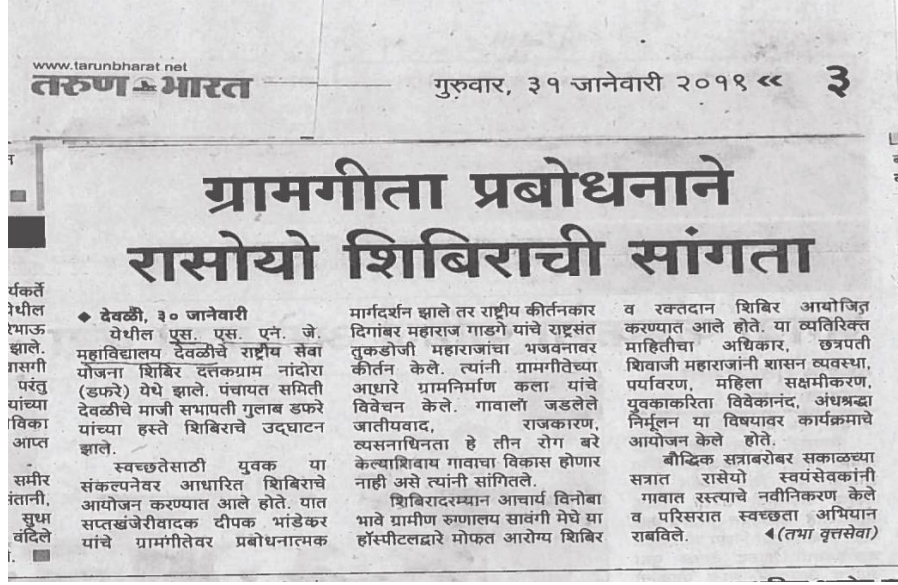 www.tarunbharat.net
तरुण भारत
गुरुवार, ३१ जानेवारी २०१९ « ३
ग्रामगीता प्रबोधनाने
रासोयो शिबिराची सांगता
◆ देवळी, ३० जानेवारी
येथील एस. एस. एन. जे.
महाविद्यालय देवळीचे राष्ट्रीय सेवा
योजना शिबिर दत्तकग्राम नांदोरा
(डफरे) येथे झाले. पंचायत समिती
देवळीचे माजी सभापती गुलाब डफरे
यांच्या हस्ते शिबिराचे उद्‌घाटन
झाले.
स्वच्छतेसाठी युवक या
संकल्पनेवर आधारित शिबिराचे
आयोजन करण्यात आले होते. यात
सप्तखंजेरीवादक दीपक भांडेकर
यांचे ग्रामगीतेवर प्रबोधनात्मक
मार्गदर्शन झाले तर राष्ट्रीय कीर्तनकार
दिगांबर महाराज गाडगे यांचे राष्ट्रसंत
तुकडोजी महाराजांचा भजवनावर
कीर्तन केले. त्यांनी ग्रामगीतेच्या
आधारे ग्रामनिर्माण कला यांचे
विवेचन केले. गावाला जडलेले
जातीयवाद, राजकारण,
व्यसनाधिनता हे तीन रोग बरे
केल्याशिवाय गावाचा विकास होणार
नाही असे त्यांनी सांगितले.
शिबिरादरम्यान आचार्य विनोबा
भावे ग्रामीण रुग्णालय सावंगी मेघे या
हॉस्पीटलद्वारे मोफत आरोग्य शिबिर
व रक्तदान शिबिर आयोजित
करण्यात आले होते. या व्यतिरिक्त
माहितीचा अधिकार, छत्रपती
शिवाजी महाराजांनी शासन व्यवस्था,
पर्यावरण, महिला सक्षमीकरण,
युवकाकरिता विवेकानंद, अंधश्रद्धा
निर्मूलन या विषयावर कार्यक्रमाचे
आयोजन केले होते.
बौद्धिक सत्राबरोबर सकाळच्या
सत्रात रासेयो स्वयंसेवकांनी
गावात रस्त्याचे नवीनिकरण केले
व परिसरात स्वच्छता अभियान
राबविले. ◀(तभा वृत्तसेवा)
र्यकर्ते
येथील
झाले.
परंतु
यांच्या
विका
आप्त
समीर
सुधा
वंदिले